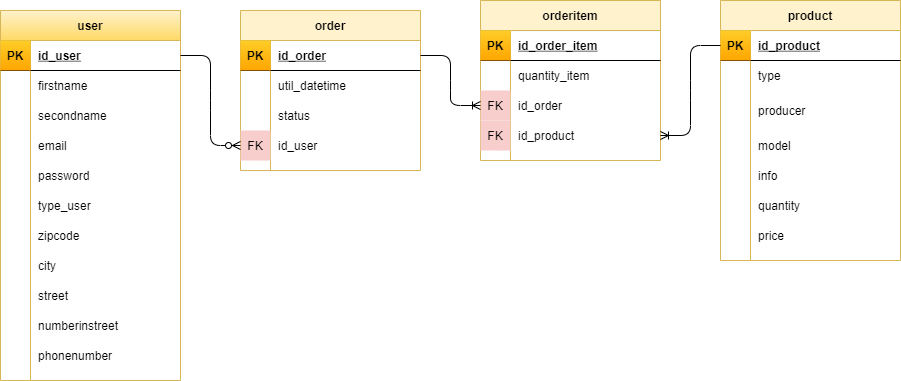 user
PK id_user
firstname
secondname
email
password
type_user
zipcode
city
street
numberinstreet
phonenumber
order
PK id_order
util_datetime
status
FK id_user
orderitem
PK id_order_item
quantity_item
FK id_order
FK id_product
product
PK id_product
type
producer
model
info
quantity
price